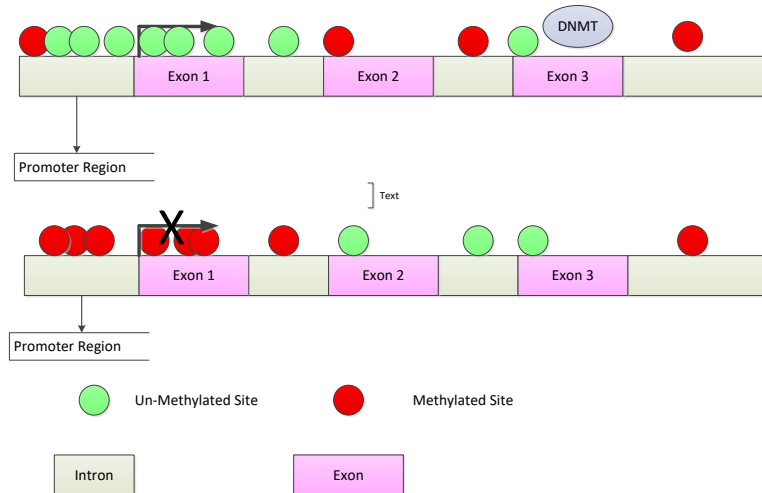 DNMT
Exon 1
Exon 2
Exon 3
Promoter Region
Text
X
Exon 1
Exon 2
Exon 3
Promoter Region
Un-Methylated Site
Methylated Site
Intron
Exon